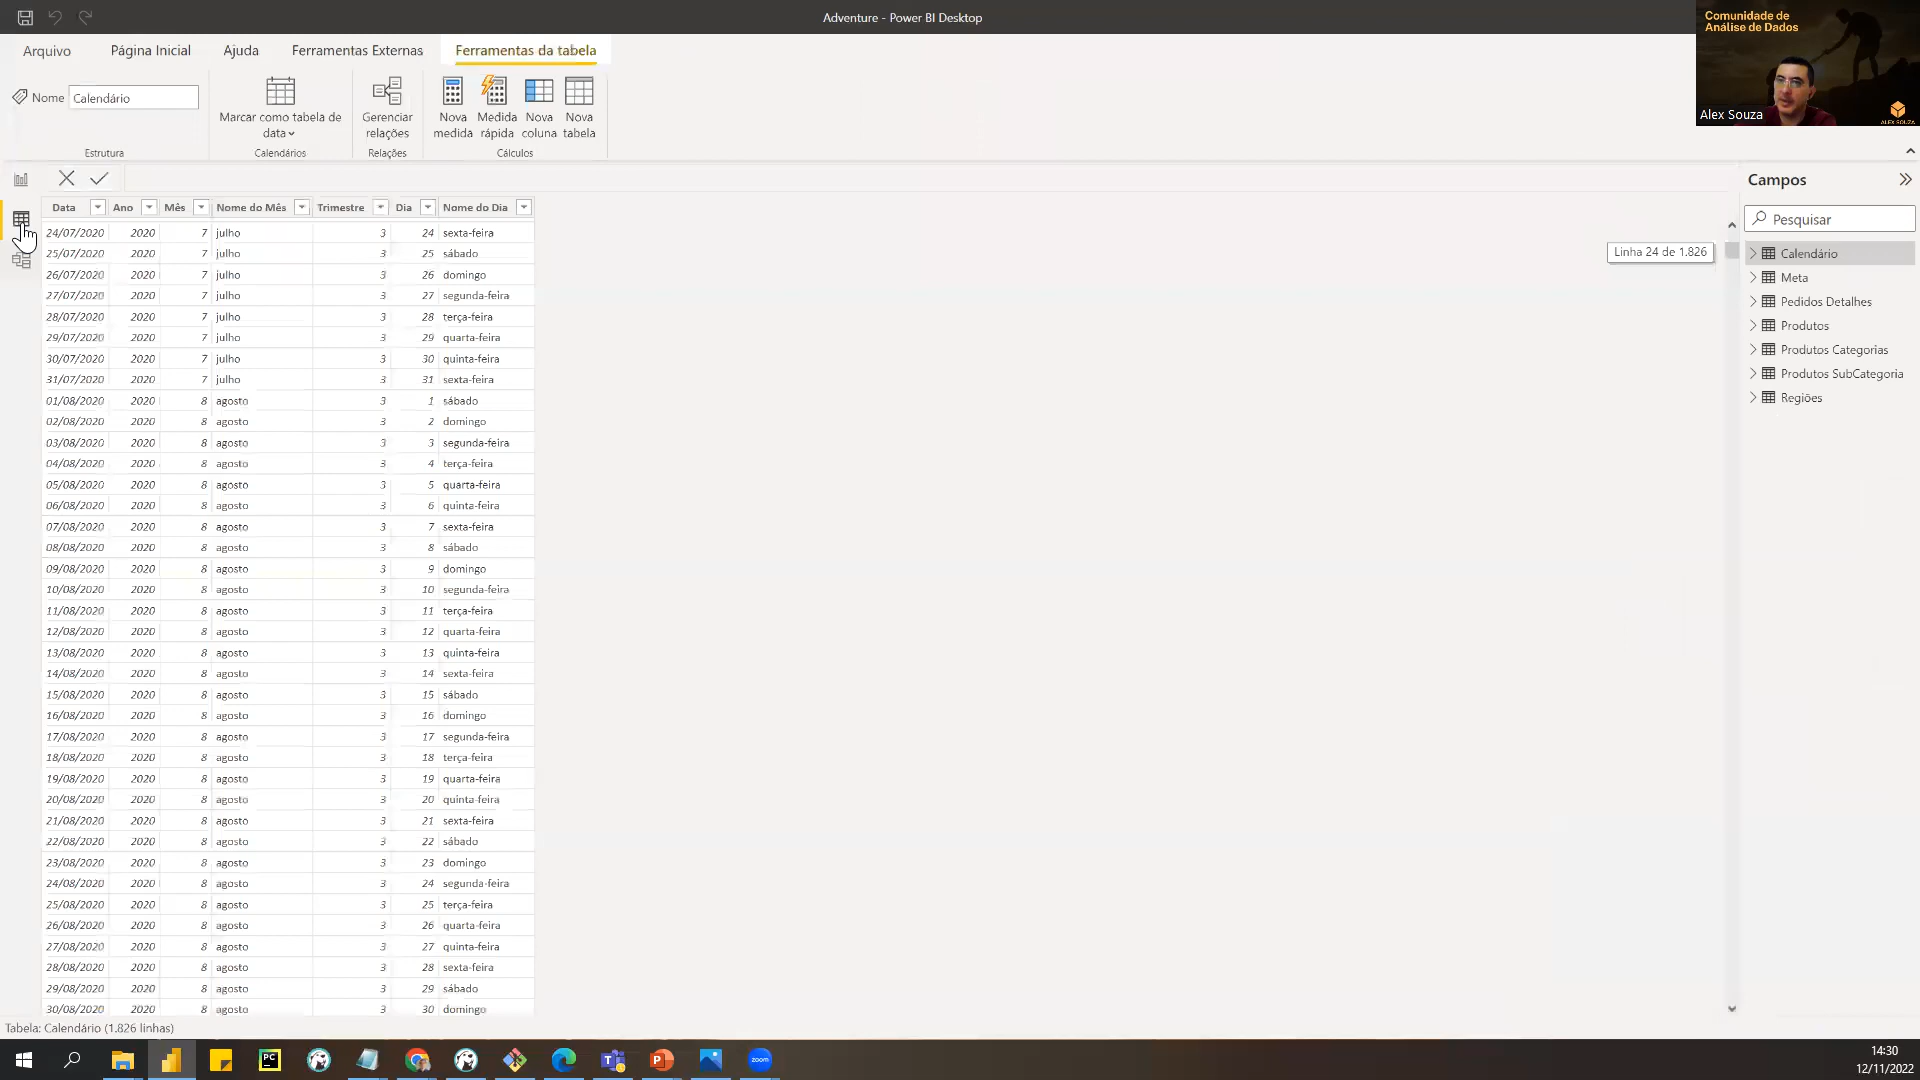 Adventure - Power BI Desktop
Comunidade de
Análise de Dados
Alex Souza
ALEX SOUZA
Arquivo Página Inicial Ajuda Ferramentas Externas Ferramentas da tabela
Nome Calendário
Marcar como tabela de data
Gerenciar relações
Nova medida
Medida rápida
Nova coluna
Nova tabela
Estrutura Calendários Relações Cálculos
Data Ano Mês Nome do Mês Trimestre Dia Nome do Dia
24/07/2020 2020 7 julho 3 24 sexta-feira
25/07/2020 2020 7 julho 3 25 sábado
26/07/2020 2020 7 julho 3 26 domingo
27/07/2020 2020 7 julho 3 27 segunda-feira
28/07/2020 2020 7 julho 3 28 terça-feira
29/07/2020 2020 7 julho 3 29 quarta-feira
30/07/2020 2020 7 julho 3 30 quinta-feira
31/07/2020 2020 7 julho 3 31 sexta-feira
01/08/2020 2020 8 agosto 3 1 sábado
02/08/2020 2020 8 agosto 3 2 domingo
03/08/2020 2020 8 agosto 3 3 segunda-feira
04/08/2020 2020 8 agosto 3 4 terça-feira
05/08/2020 2020 8 agosto 3 5 quarta-feira
06/08/2020 2020 8 agosto 3 6 quinta-feira
07/08/2020 2020 8 agosto 3 7 sexta-feira
08/08/2020 2020 8 agosto 3 8 sábado
09/08/2020 2020 8 agosto 3 9 domingo
10/08/2020 2020 8 agosto 3 10 segunda-feira
11/08/2020 2020 8 agosto 3 11 terça-feira
12/08/2020 2020 8 agosto 3 12 quarta-feira
13/08/2020 2020 8 agosto 3 13 quinta-feira
14/08/2020 2020 8 agosto 3 14 sexta-feira
15/08/2020 2020 8 agosto 3 15 sábado
16/08/2020 2020 8 agosto 3 16 domingo
17/08/2020 2020 8 agosto 3 17 segunda-feira
18/08/2020 2020 8 agosto 3 18 terça-feira
19/08/2020 2020 8 agosto 3 19 quarta-feira
20/08/2020 2020 8 agosto 3 20 quinta-feira
21/08/2020 2020 8 agosto 3 21 sexta-feira
22/08/2020 2020 8 agosto 3 22 sábado
23/08/2020 2020 8 agosto 3 23 domingo
24/08/2020 2020 8 agosto 3 24 segunda-feira
25/08/2020 2020 8 agosto 3 25 terça-feira
26/08/2020 2020 8 agosto 3 26 quarta-feira
27/08/2020 2020 8 agosto 3 27 quinta-feira
28/08/2020 2020 8 agosto 3 28 sexta-feira
29/08/2020 2020 8 agosto 3 29 sábado
30/08/2020 2020 8 agosto 3 30 domingo
Linha 24 de 1.826
Campos
Pesquisar
Calendário
Meta
Pedidos Detalhes
Produtos
Produtos Categorias
Produtos SubCategoria
Regiões
Tabela: Calendário (1.826 linhas)
PC
T
P
zoom
14:30
12/11/2022